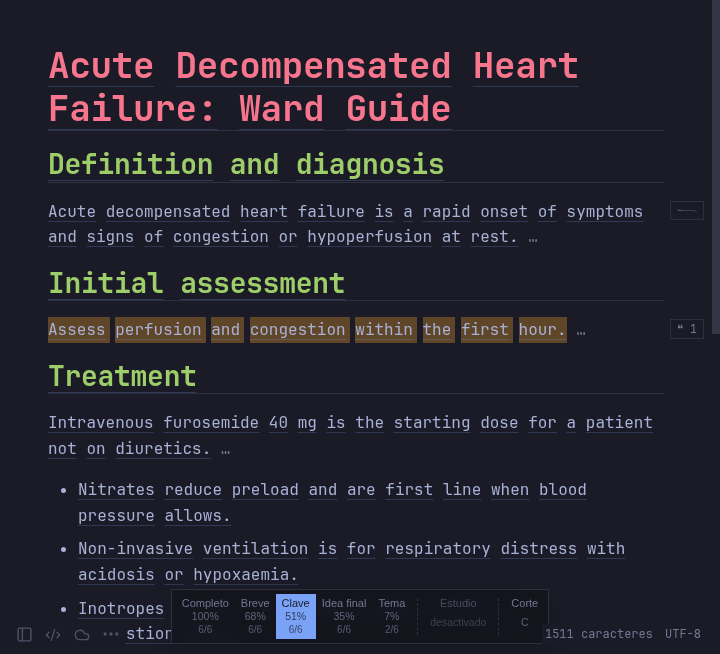 Acute Decompensated Heart
Failure: Ward Guide
Definition and diagnosis
Acute decompensated heart failure is a rapid onset of symptoms
and signs of congestion or hypoperfusion at rest. …
Initial assessment
Assess perfusion and congestion within the first hour. …
❝ 1
Treatment
Intravenous furosemide 40 mg is the starting dose for a patient
not on diuretics. …
• Nitrates reduce preload and are first line when blood
pressure allows.
• Non-invasive ventilation is for respiratory distress with
acidosis or hypoxaemia.
• Inotropes
stion
Completo Breve Clave Idea final Tema Estudio Corte
100% 68% 51% 35% 7% desactivado C
6/6 6/6 6/6 6/6 2/6
1511 caracteres UTF-8